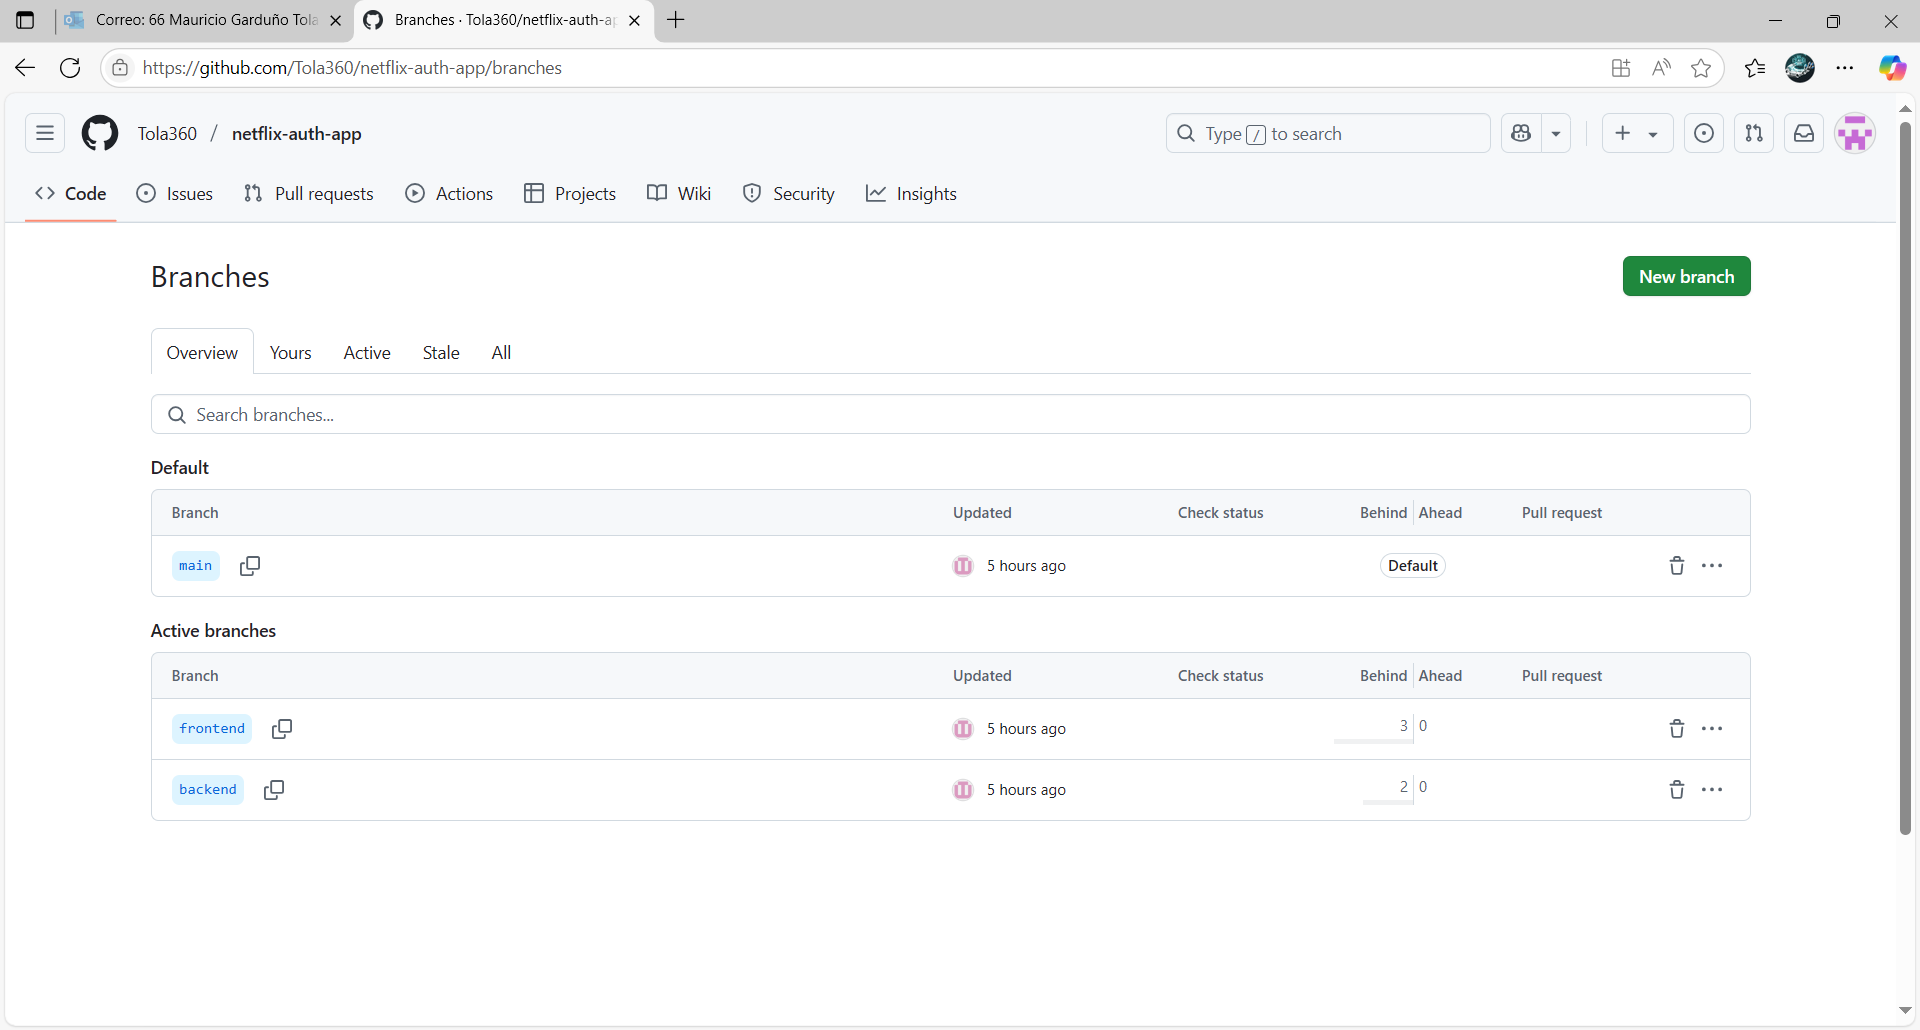 Correo: 66 Mauricio Garduño Tola
Branches · Tola360/netflix-auth-ap
https://github.com/Tola360/netflix-auth-app/branches
Tola360 / netflix-auth-app
Type / to search
Code Issues Pull requests Actions Projects Wiki Security Insights
Branches
New branch
Overview Yours Active Stale All
Search branches...
Default
Branch Updated Check status Behind Ahead Pull request
main 5 hours ago Default
Active branches
Branch Updated Check status Behind Ahead Pull request
frontend 5 hours ago 3 0
backend 5 hours ago 2 0